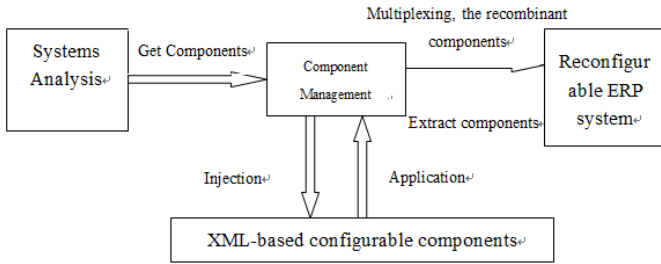 Multiplexing, the recombinant
components↵
Systems
Analysis↵
Get Components↵
Component
Management↵
Reconfigur
able ERP
system↵
Extract components↵
Injection↵
Application↵
XML-based configurable components↵